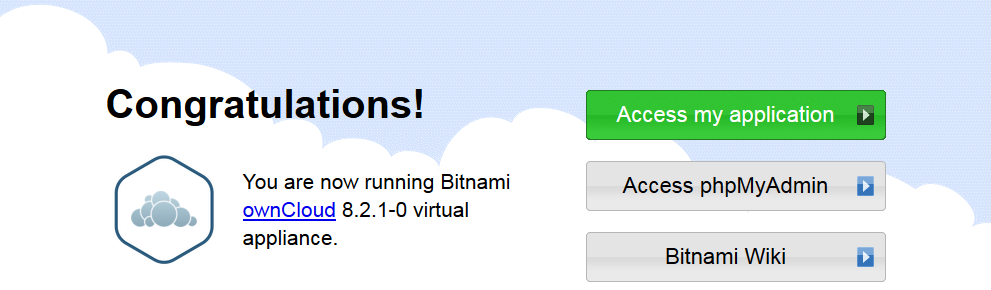 Congratulations!
You are now running Bitnami
ownCloud 8.2.1-0 virtual
appliance.
Access my application
Access phpMyAdmin
Bitnami Wiki